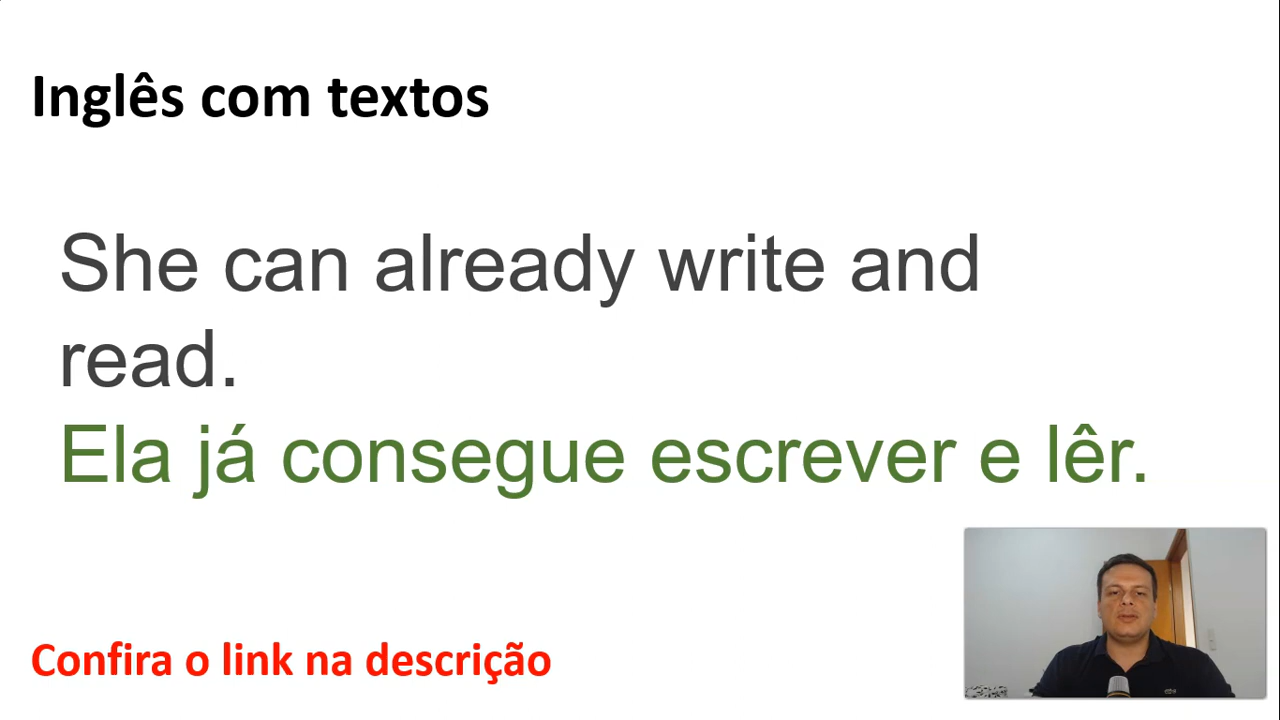 Inglês com textos
She can already write and
read.
Ela já consegue escrever e lêr.
Confira o link na descrição